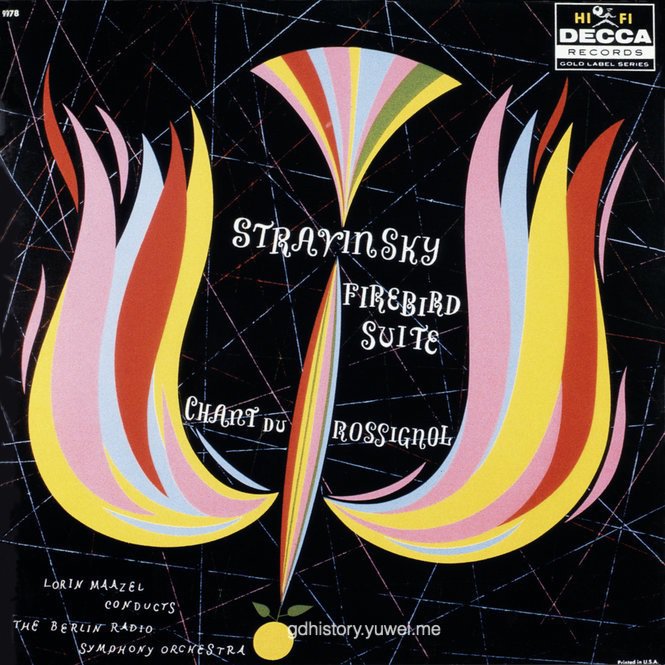 9978
HI FI
DECCA
RECORDS
GOLD LABEL SERIES
STRAVINSKY
FIREBIRD
SUITE
CHANT DU ROSSIGNOL
LORIN MAAZEL
CONDUCTS
THE BERLIN RADIO
SYMPHONY ORCHESTRA
gdhistory.yuwei.me
Printed in U.S.A.